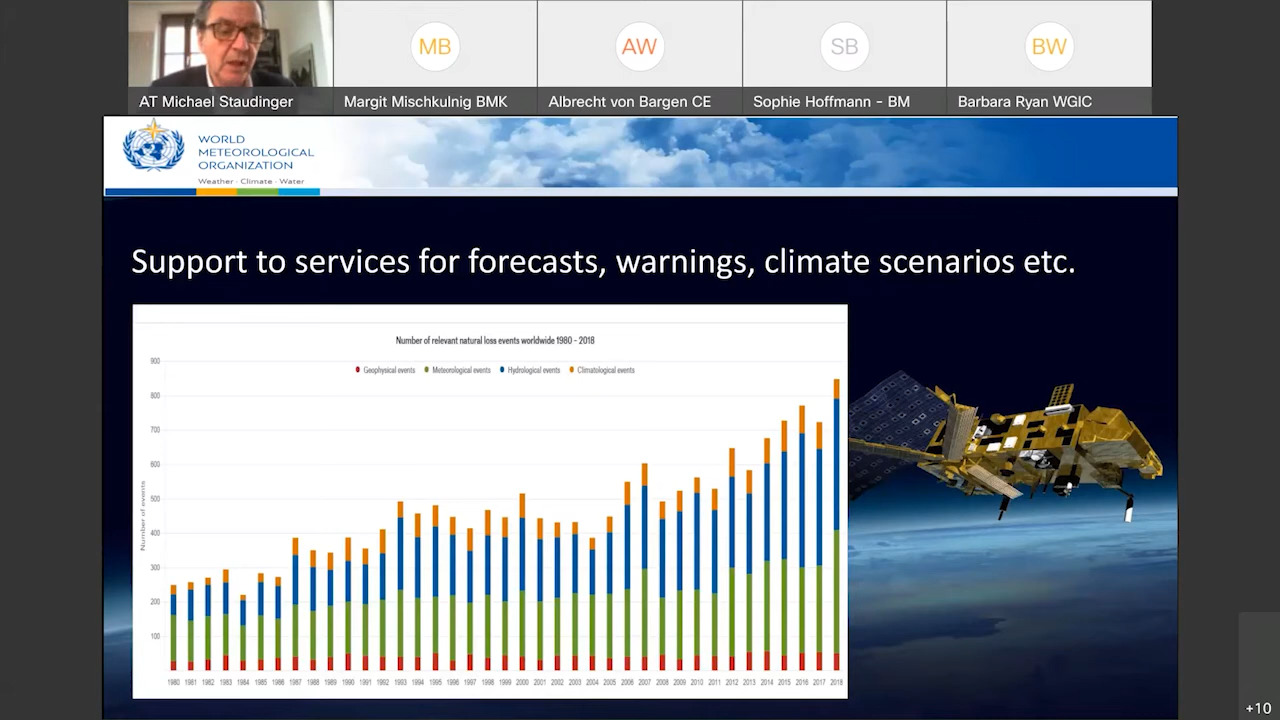 AT Michael Staudinger
MB
Margit Mischkulnig BMK
AW
Albrecht von Bargen CE
SB
Sophie Hoffmann - BM
BW
Barbara Ryan WGIC
WORLD
METEOROLOGICAL
ORGANIZATION
Weather · Climate · Water
Support to services for forecasts, warnings, climate scenarios etc.
Number of relevant natural loss events worldwide 1980 - 2018
Geophysical events Meteorological events Hydrological events Climatological events
Number of events
900
800
700
600
500
400
300
200
100
1980 1981 1982 1983 1984 1985 1986 1987 1988 1989 1990 1991 1992 1993 1994 1995 1996 1997 1998 1999 2000 2001 2002 2003 2004 2005 2006 2007 2008 2009 2010 2011 2012 2013 2014 2015 2016 2017 2018
+10